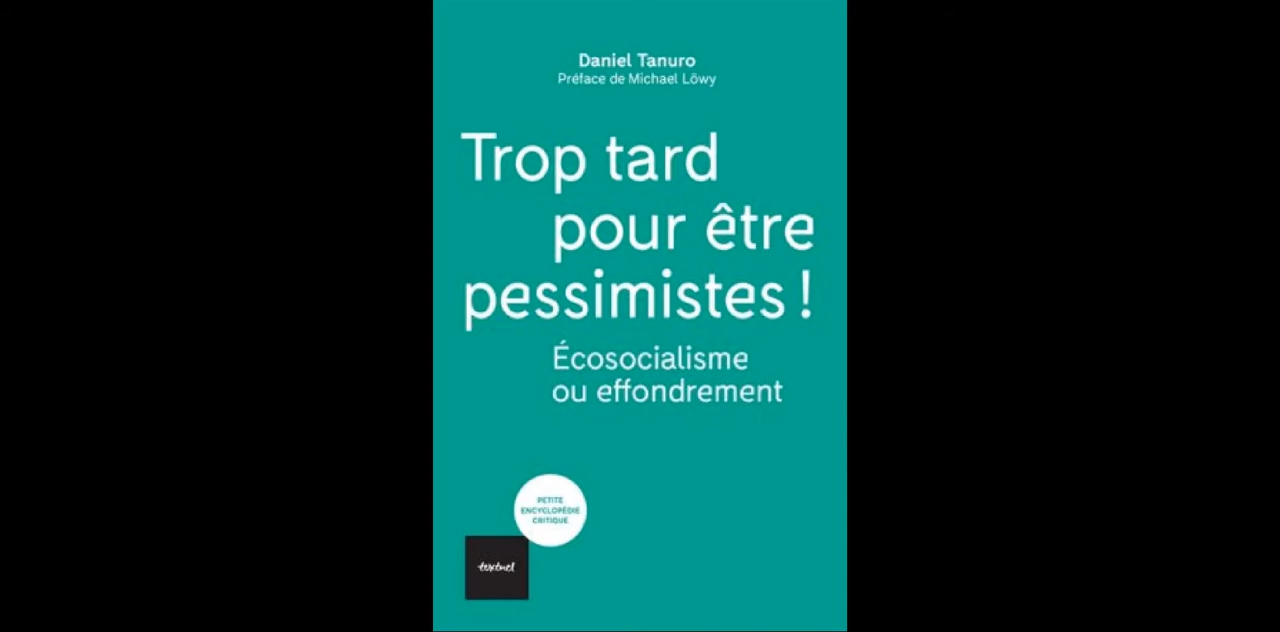 Daniel Tanuro
Préface de Michael Löwy
Trop tard
pour être
pessimistes !
Écosocialisme
ou effondrement
PETITE
ENCYCLOPÉDIE
CRITIQUE
textuel